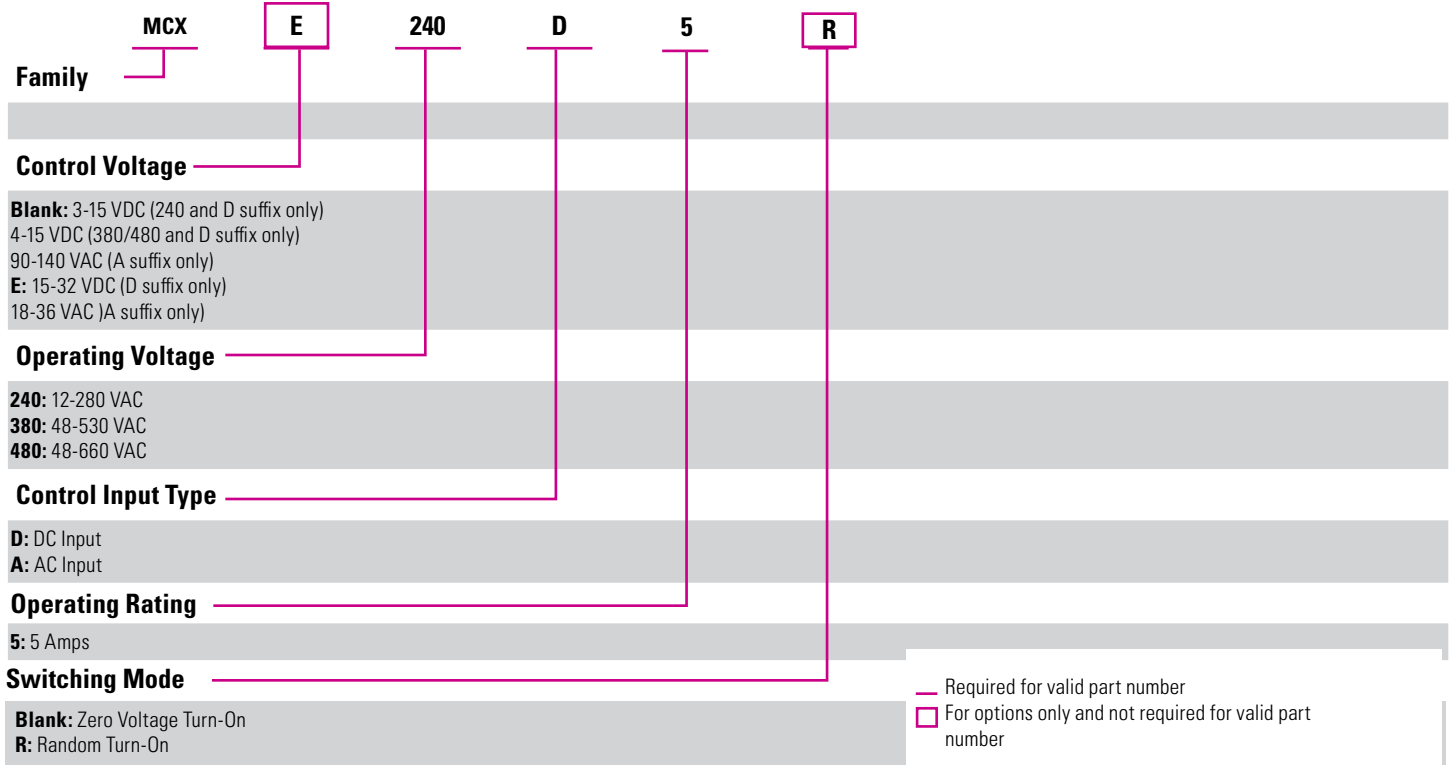 MCX E 240 D 5 R
Family
Control Voltage
Blank: 3-15 VDC (240 and D suffix only)
4-15 VDC (380/480 and D suffix only)
90-140 VAC (A suffix only)
E: 15-32 VDC (D suffix only)
18-36 VAC )A suffix only)
Operating Voltage
240: 12-280 VAC
380: 48-530 VAC
480: 48-660 VAC
Control Input Type
D: DC Input
A: AC Input
Operating Rating
5: 5 Amps
Switching Mode
Blank: Zero Voltage Turn-On
R: Random Turn-On
Required for valid part number
For options only and not required for valid part
number